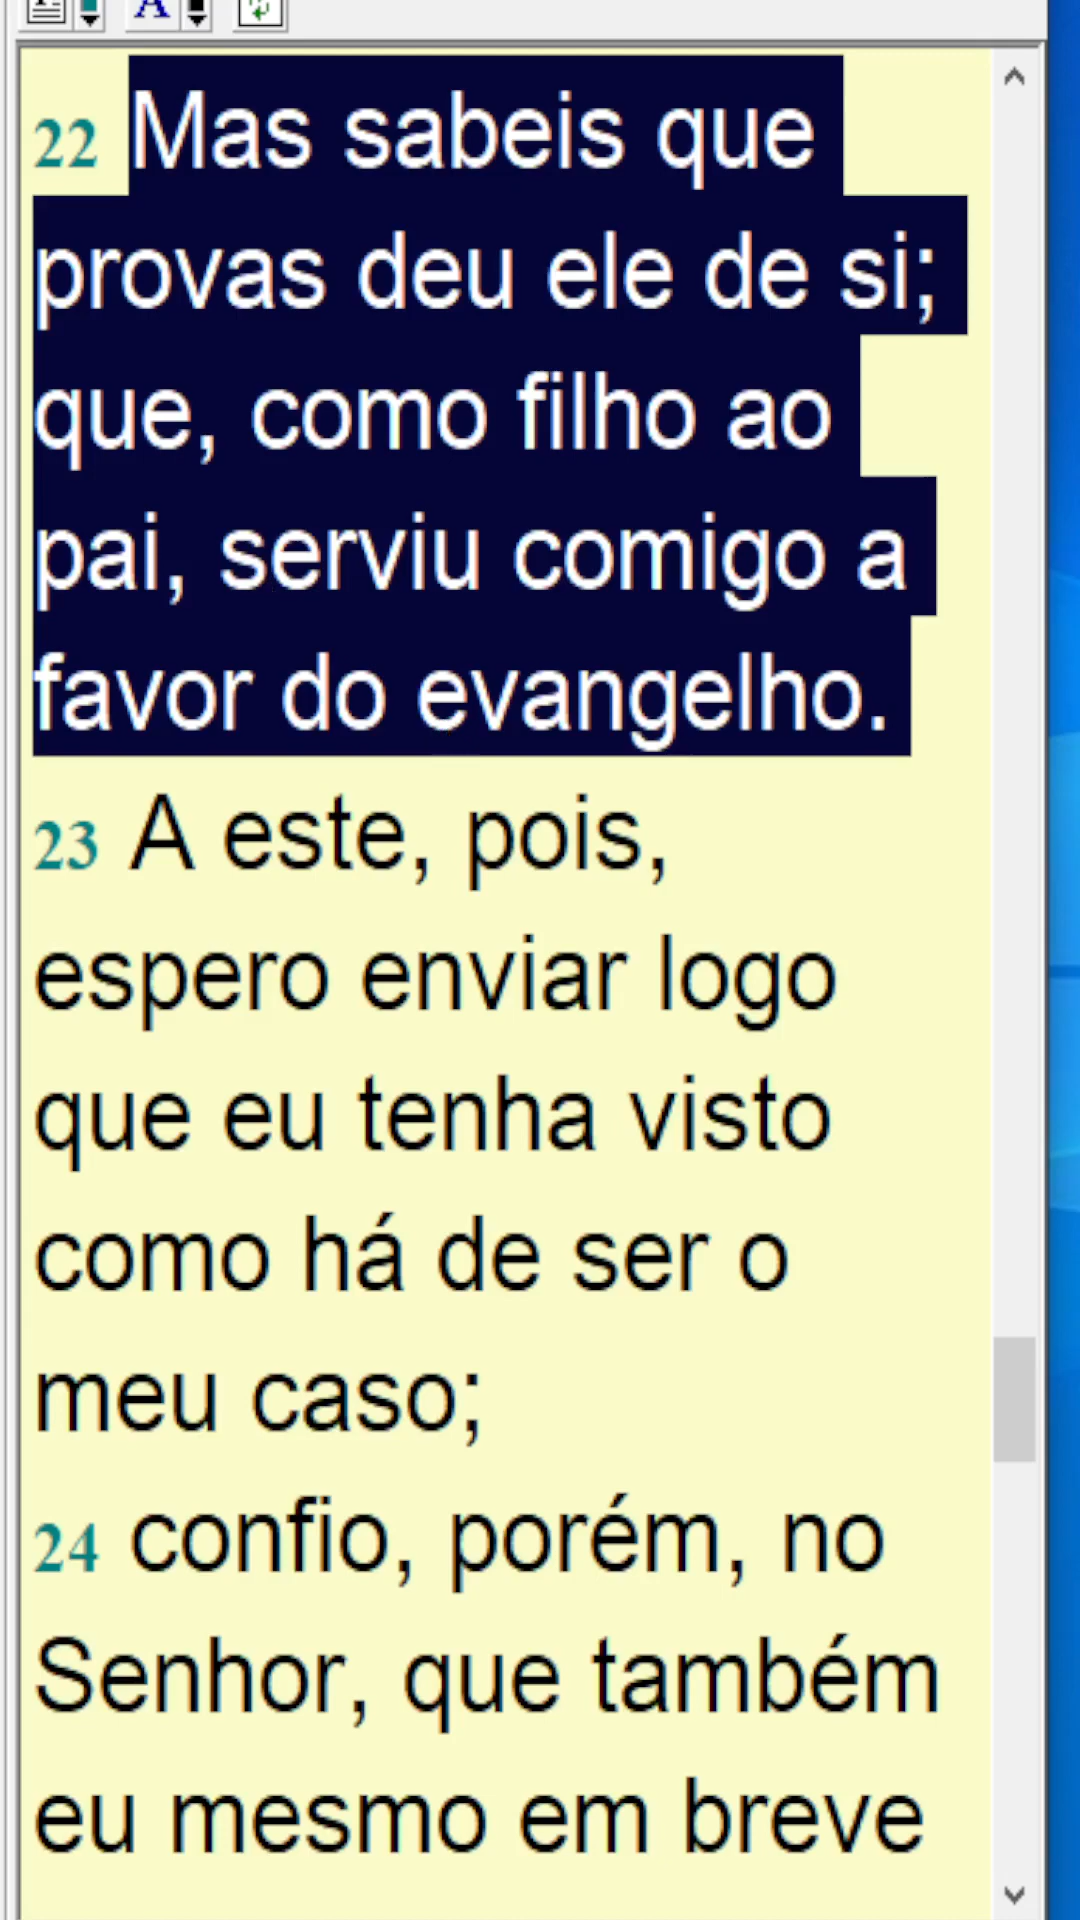 22 Mas sabeis que
provas deu ele de si;
que, como filho ao
pai, serviu comigo a
favor do evangelho.
23 A este, pois,
espero enviar logo
que eu tenha visto
como há de ser o
meu caso;
24 confio, porém, no
Senhor, que também
eu mesmo em breve